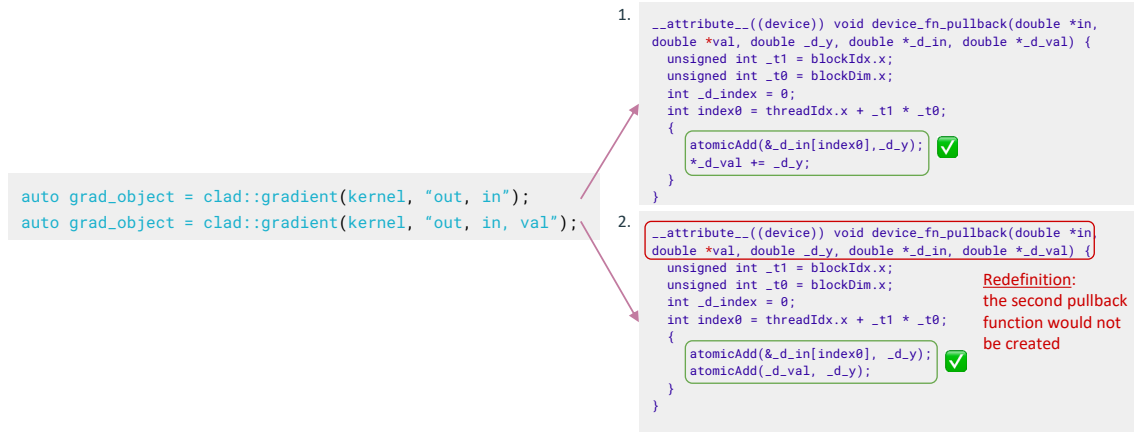 auto grad_object = clad::gradient(kernel, “out, in”);
auto grad_object = clad::gradient(kernel, “out, in, val”);
1.
__attribute__((device)) void device_fn_pullback(double *in,
double *val, double _d_y, double *_d_in, double *_d_val) {
unsigned int _t1 = blockIdx.x;
unsigned int _t0 = blockDim.x;
int _d_index = 0;
int index0 = threadIdx.x + _t1 * _t0;
{
atomicAdd(&_d_in[index0],_d_y);
*_d_val += _d_y;
}
}
2.
__attribute__((device)) void device_fn_pullback(double *in,
double *val, double _d_y, double *_d_in, double *_d_val) {
unsigned int _t1 = blockIdx.x;
unsigned int _t0 = blockDim.x;
int _d_index = 0;
int index0 = threadIdx.x + _t1 * _t0;
{
atomicAdd(&_d_in[index0], _d_y);
atomicAdd(_d_val, _d_y);
}
}
Redefinition:
the second pullback
function would not
be created